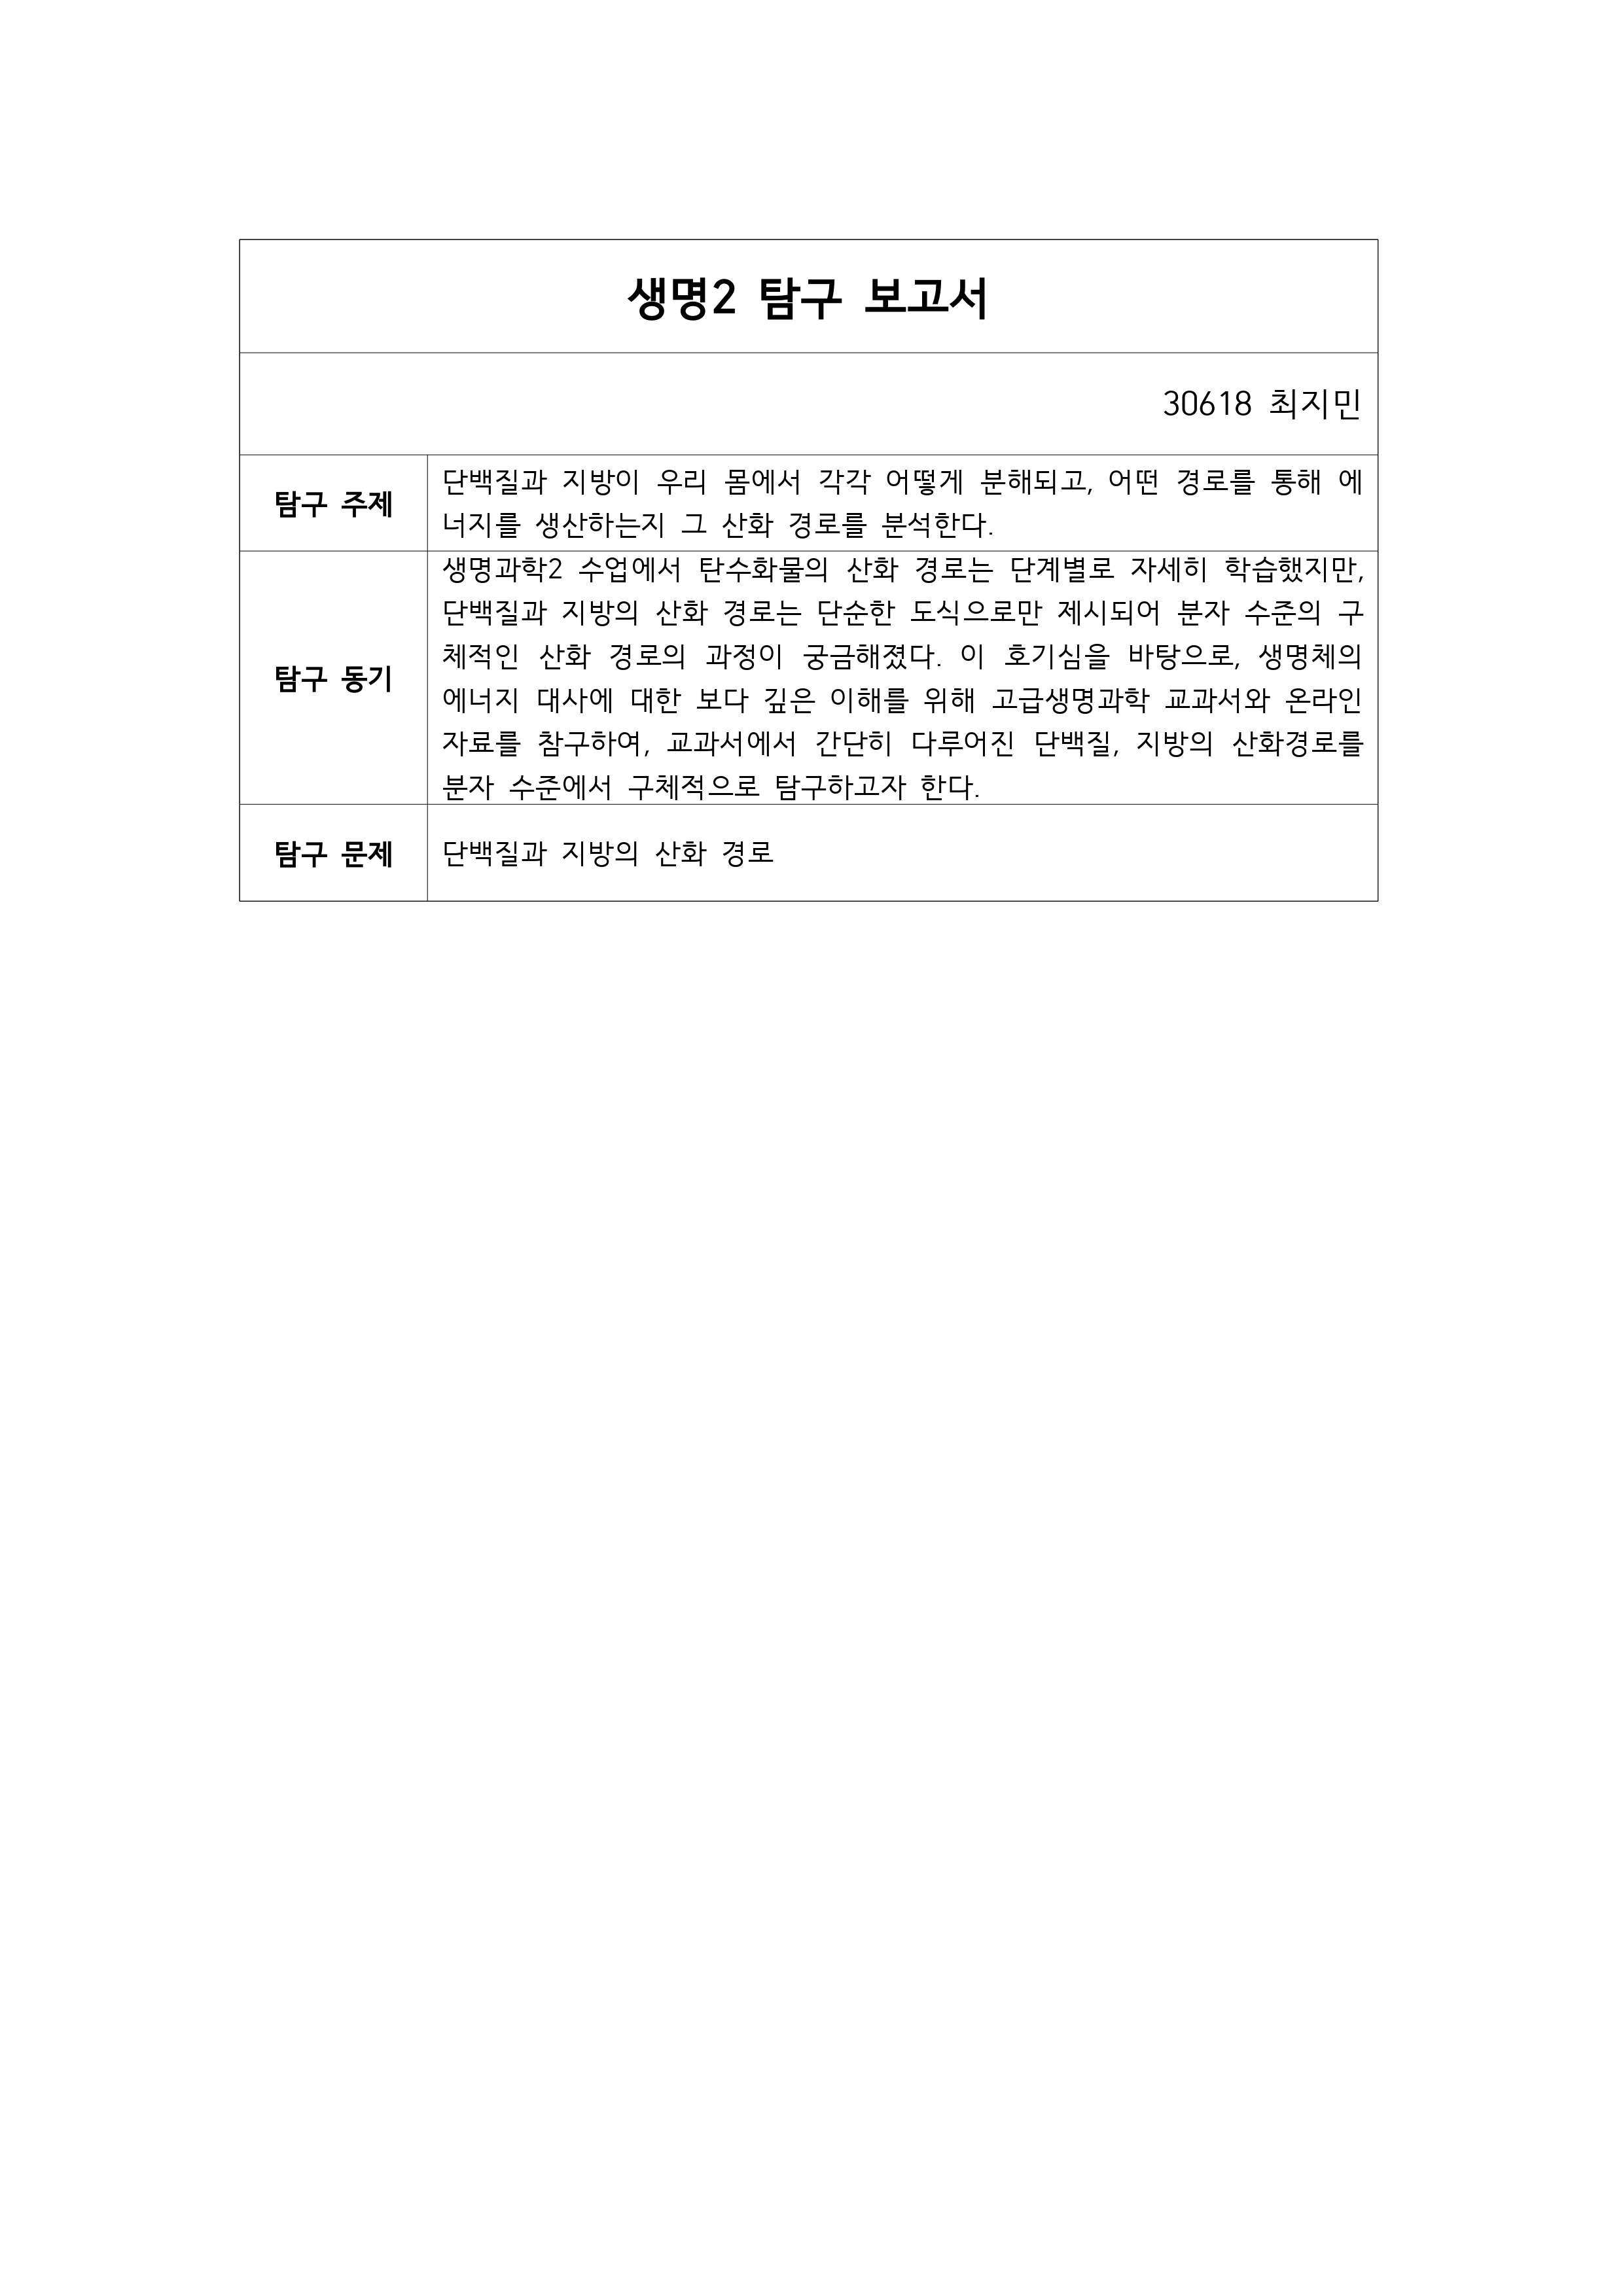 생명2 탐구 보고서
30618 최지민
탐구 주제
단백질과 지방이 우리 몸에서 각각 어떻게 분해되고, 어떤 경로를 통해 에
너지를 생산하는지 그 산화 경로를 분석한다.
탐구 동기
생명과학2 수업에서 탄수화물의 산화 경로는 단계별로 자세히 학습했지만,
단백질과 지방의 산화 경로는 단순한 도식으로만 제시되어 분자 수준의 구
체적인 산화 경로의 과정이 궁금해졌다. 이 호기심을 바탕으로, 생명체의
에너지 대사에 대한 보다 깊은 이해를 위해 고급생명과학 교과서와 온라인
자료를 참구하여, 교과서에서 간단히 다루어진 단백질, 지방의 산화경로를
분자 수준에서 구체적으로 탐구하고자 한다.
탐구 문제
단백질과 지방의 산화 경로